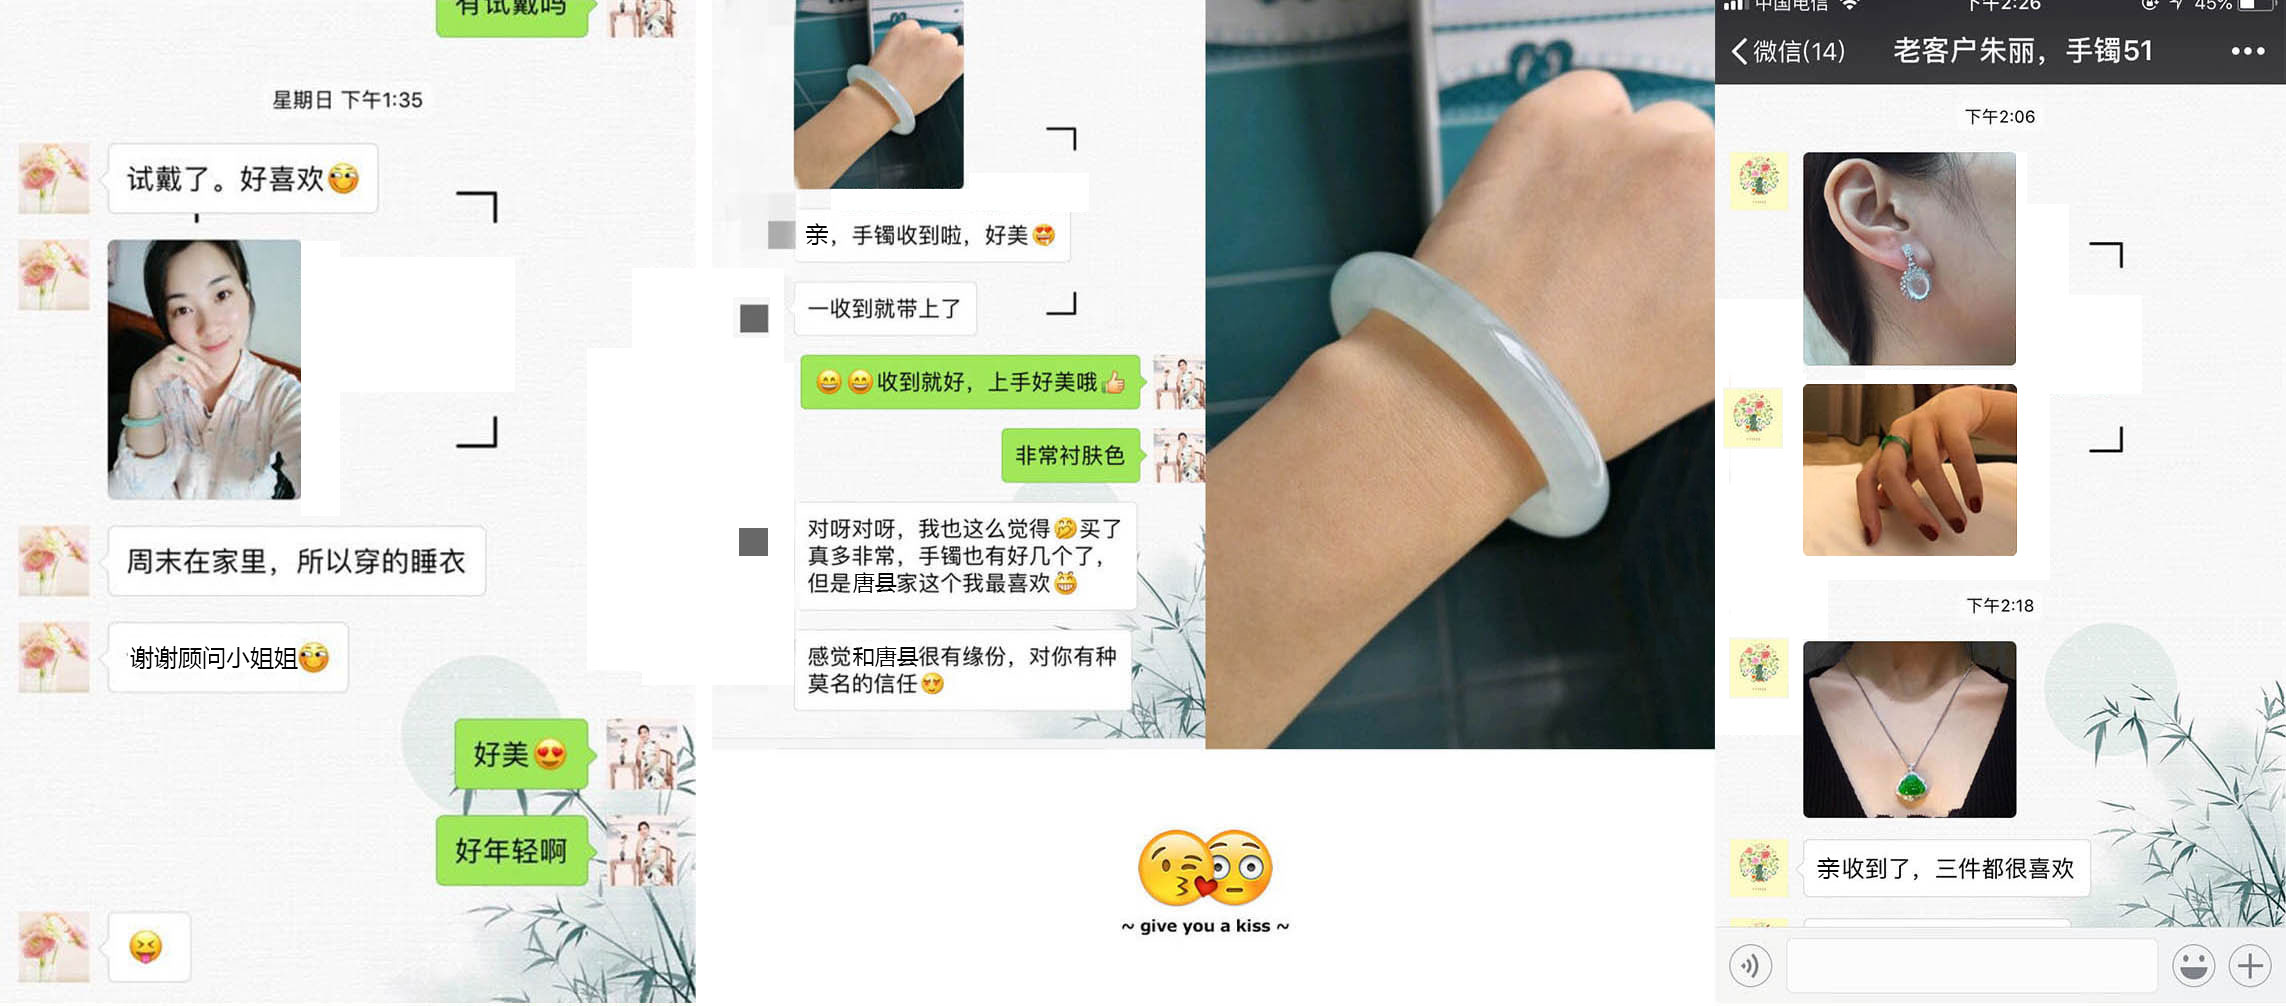 有试戴吗
星期日 下午1:35
试戴了。好喜欢
周末在家里，所以穿的睡衣
谢谢顾问小姐姐
好美
好年轻啊
亲，手镯收到啦，好美
一收到就带上了
收到就好，上手好美哦
非常衬肤色
对呀对呀，我也这么觉得买了
真多非常，手镯也有好几个了，
但是唐县家这个我最喜欢
感觉和唐县很有缘份，对你有种
莫名的信任
~ give you a kiss ~
中国电信 下午2:26 45%
微信(14) 老客户朱丽，手镯51
下午2:06
下午2:18
亲收到了，三件都很喜欢